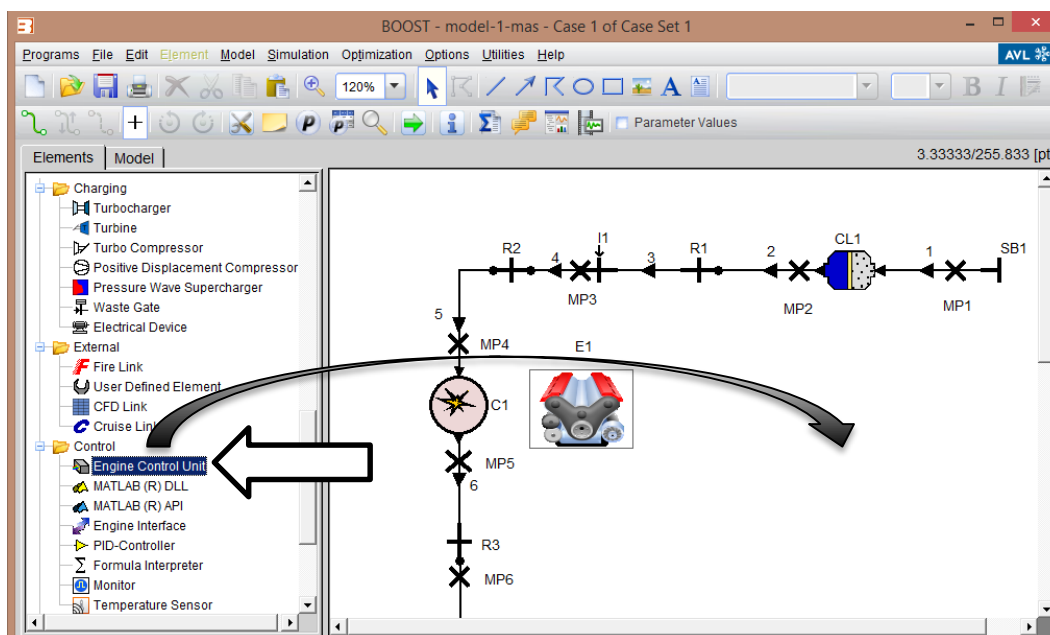 BOOST - model-1-mas - Case 1 of Case Set 1
Programs File Edit Element Model Simulation Optimization Options Utilities Help
AVL
120%
A
B I
P
Parameter Values
Elements Model
3.33333/255.833 [pt
Charging
Turbocharger
Turbine
Turbo Compressor
Positive Displacement Compressor
Pressure Wave Supercharger
Waste Gate
Electrical Device
External
Fire Link
User Defined Element
CFD Link
Cruise Lin
Control
Engine Control Unit
MATLAB (R) DLL
MATLAB (R) API
Engine Interface
PID-Controller
Formula Interpreter
Monitor
Temperature Sensor
R2
4
I1
3
R1
2
CL1
1
SB1
MP3
MP2
MP1
5
MP4
E1
C1
MP5
6
R3
MP6